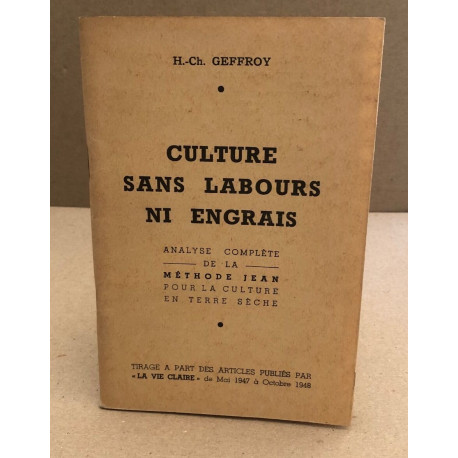 H.-Ch. GEFFROY
CULTURE
SANS LABOURS
NI ENGRAIS
ANALYSE COMPLÈTE
DE LA
MÉTHODE JEAN
POUR LA CULTURE
EN TERRE SÈCHE
TIRAGE A PART DES ARTICLES PUBLIÉS PAR
« LA VIE CLAIRE » de Mai 1947 à Octobre 1948